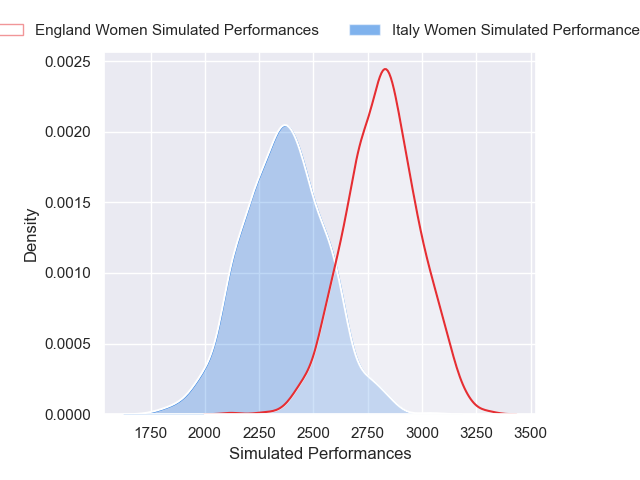 England Women Simulated Performances Italy Women Simulated Performance
0.0025
0.0020
0.0015
0.0010
0.0005
0.0000
Density
1750 2000 2250 2500 2750 3000 3250 3500
Simulated Performances